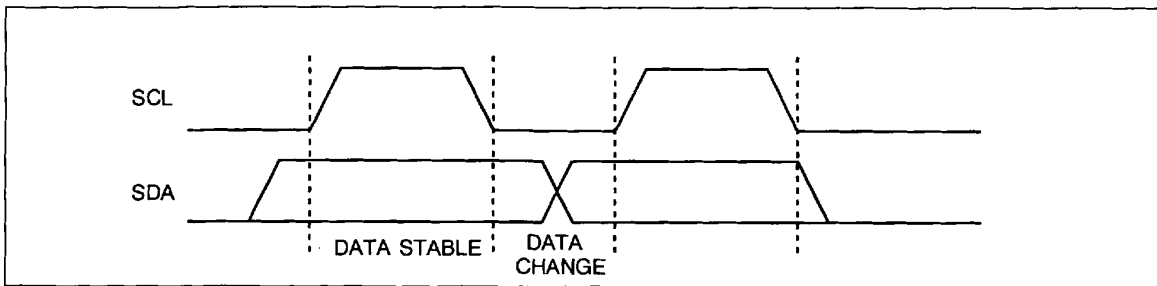 SCL
SDA
DATA STABLE
DATA
CHANGE